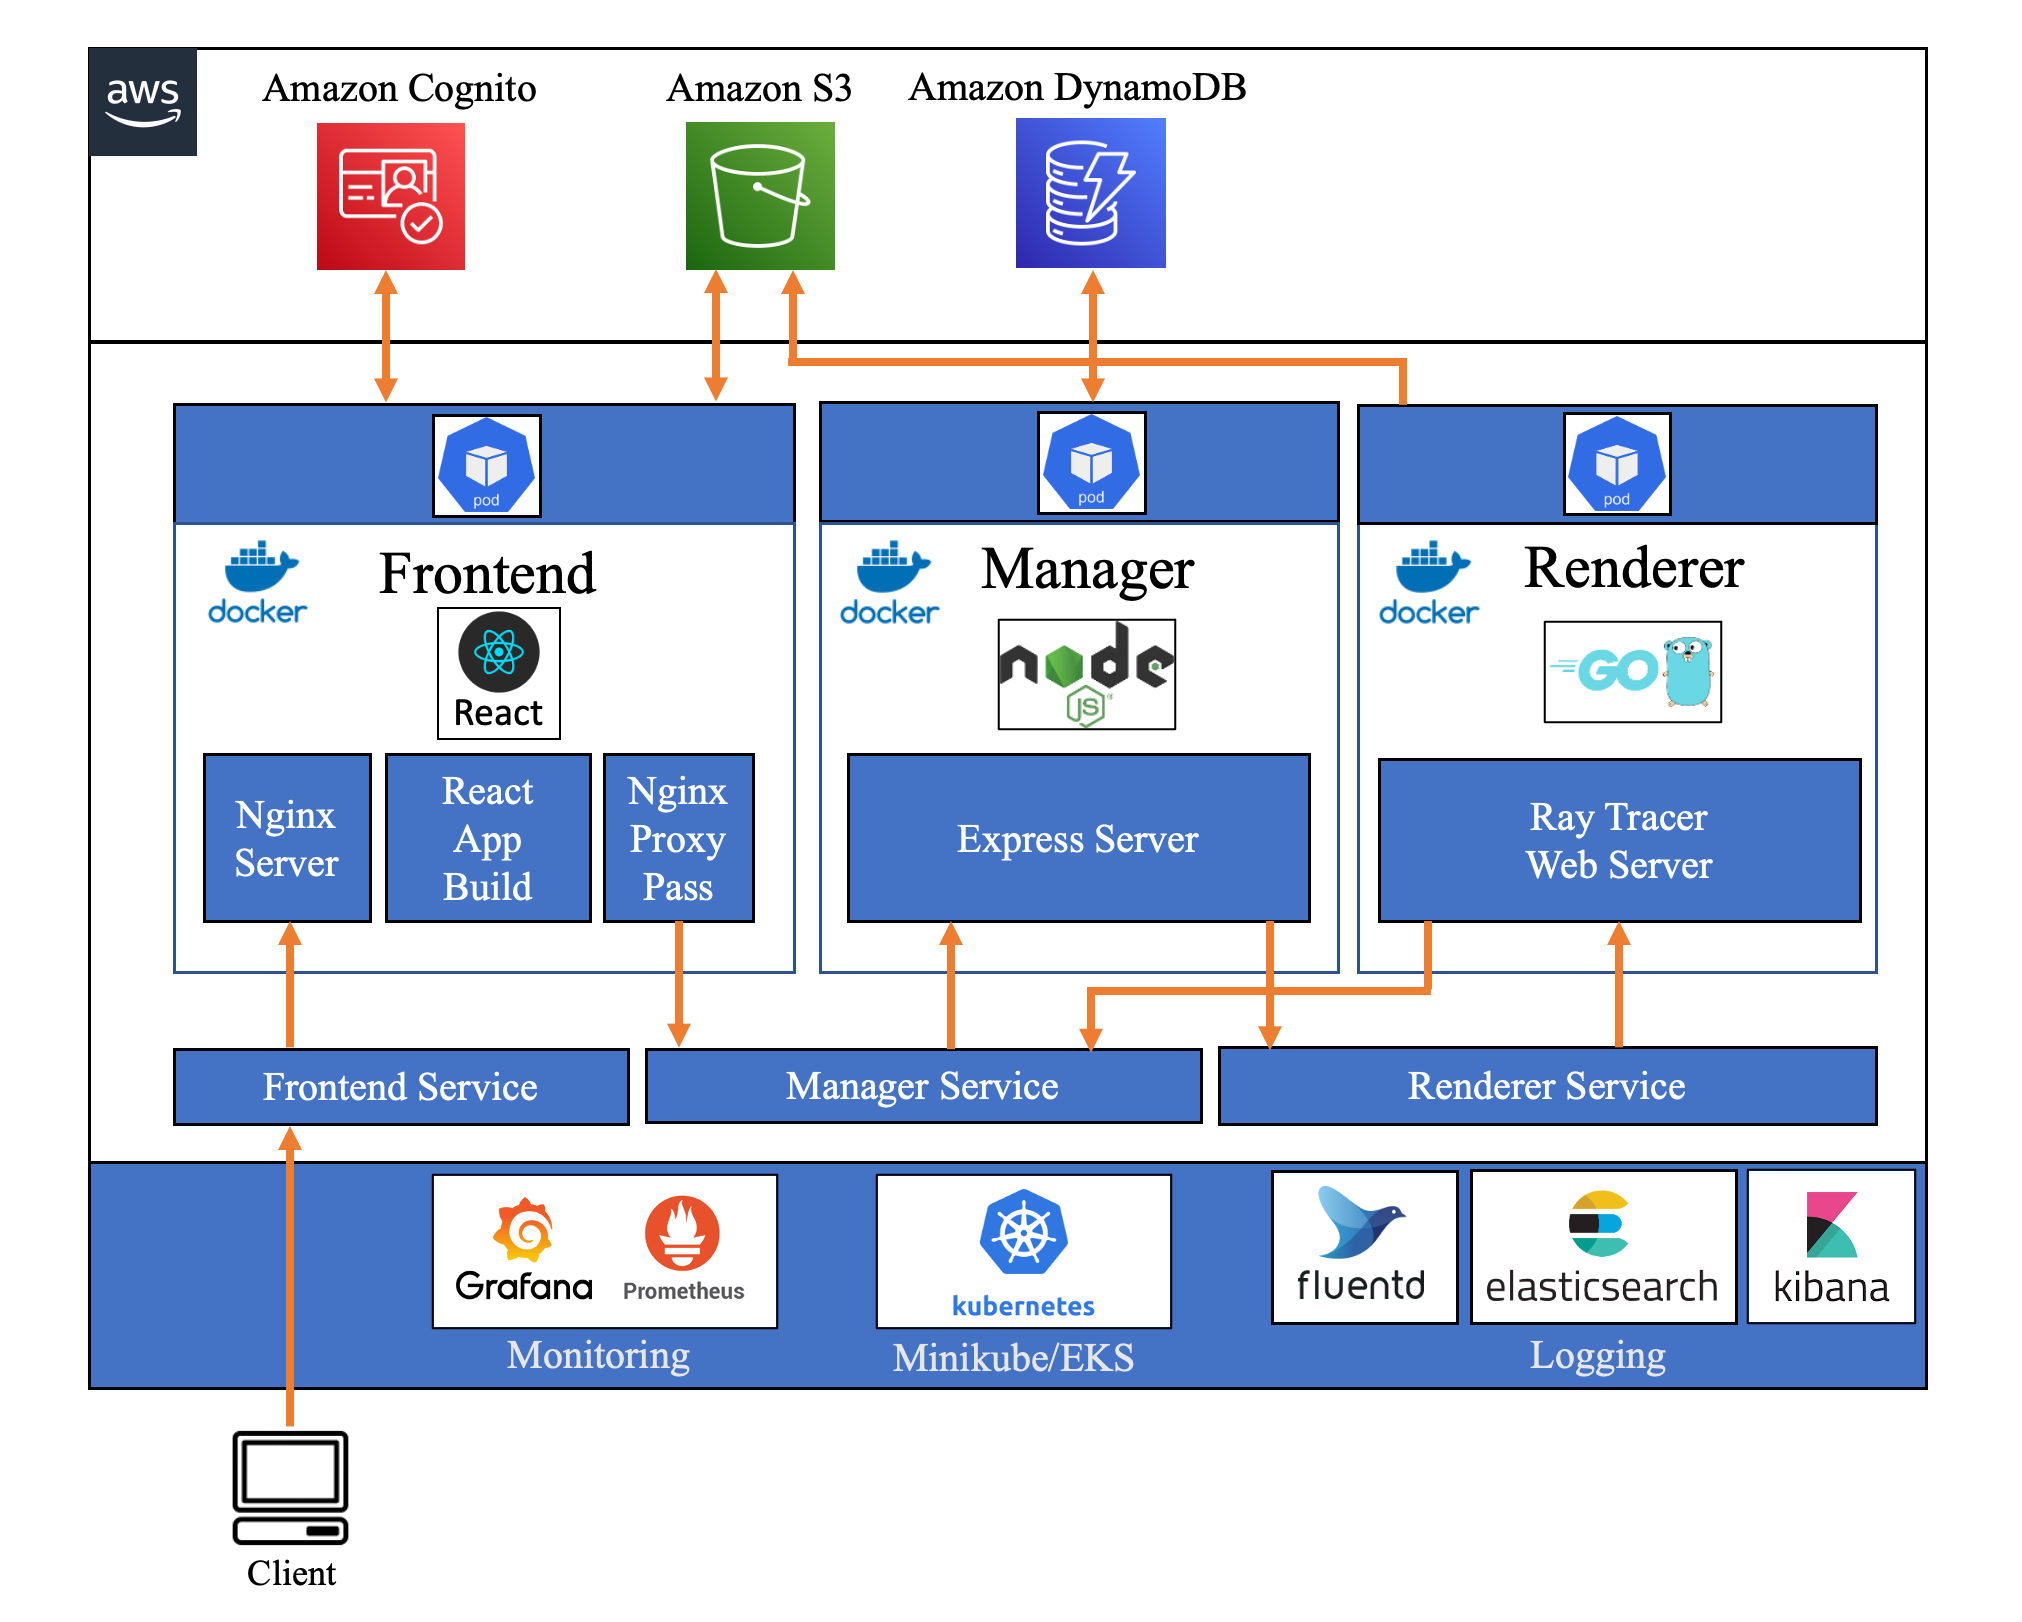 aws
Amazon Cognito
Amazon S3
Amazon DynamoDB
pod
pod
pod
docker
Frontend
React
docker
Manager
node
JS
docker
Renderer
GO
Nginx
Server
React
App
Build
Nginx
Proxy
Pass
Express Server
Ray Tracer
Web Server
Frontend Service
Manager Service
Renderer Service
Grafana
Prometheus
Monitoring
kubernetes
Minikube/EKS
fluentd
elasticsearch
kibana
Logging
Client